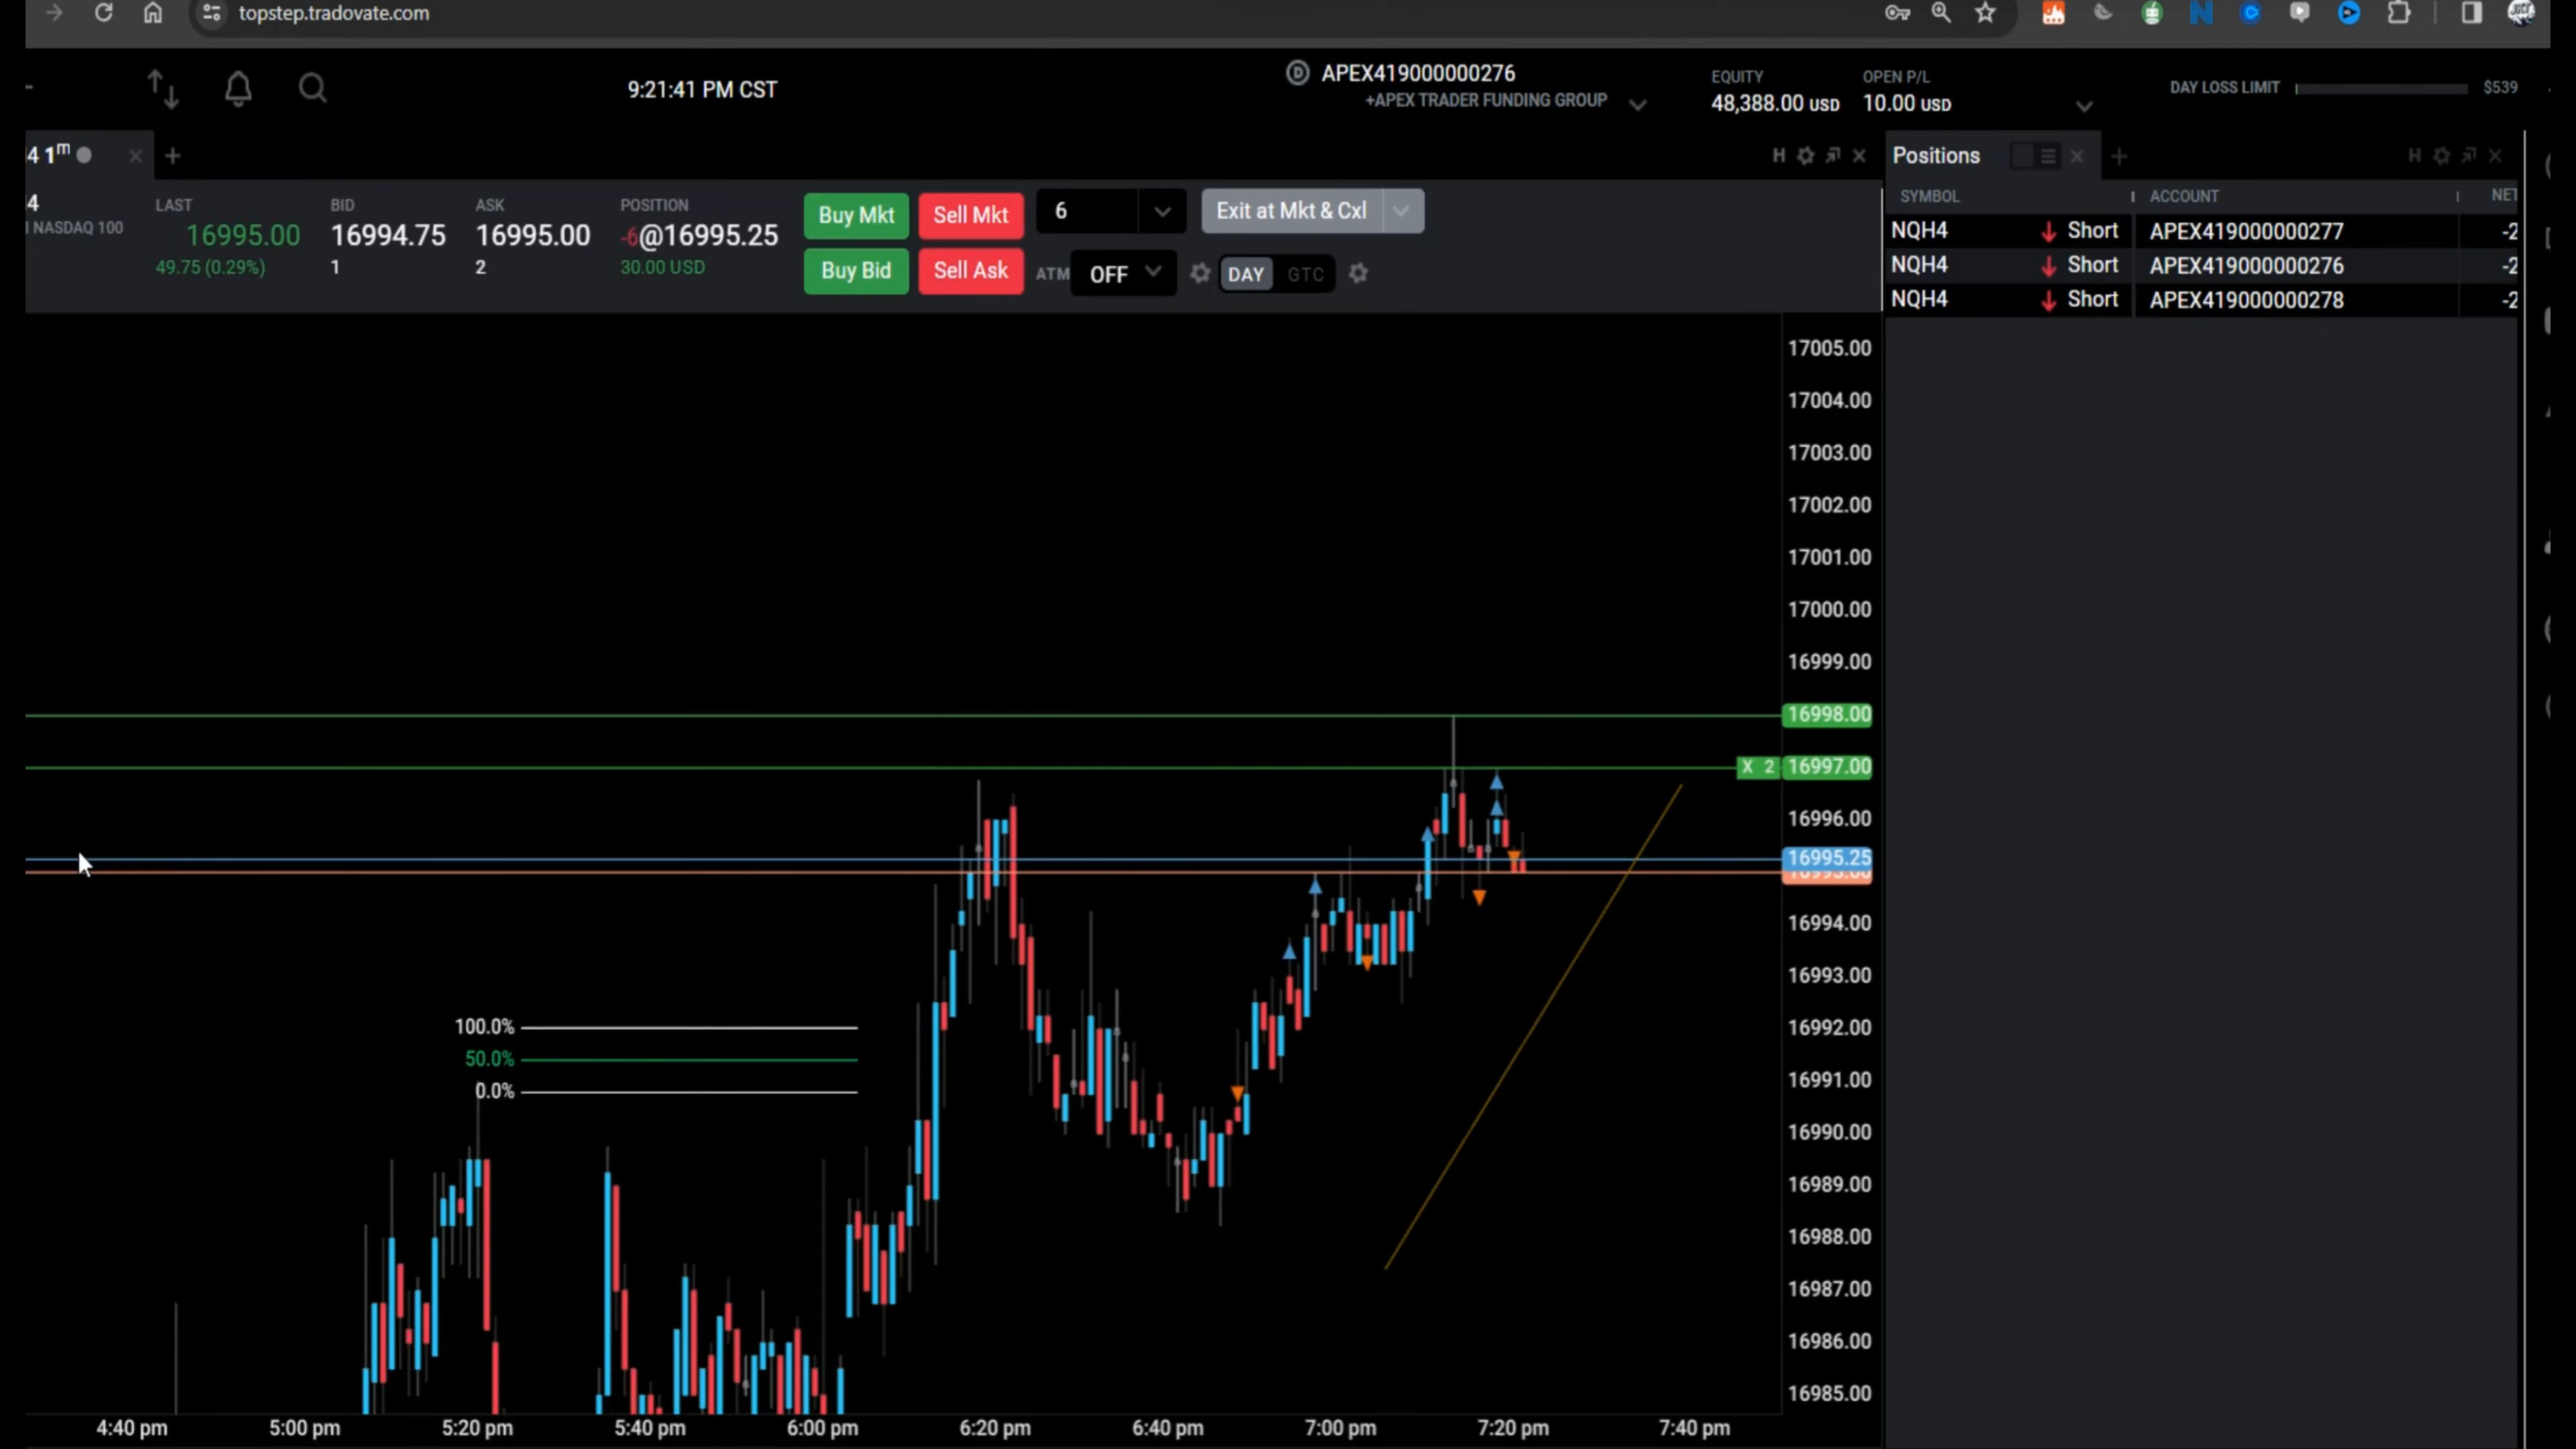 topstep.tradovate.com
9:21:41 PM CST
APEX419000000276
+APEX TRADER FUNDING GROUP
EQUITY
48,388.00 USD
OPEN P/L
10.00 USD
DAY LOSS LIMIT
$539
4 1m
4
NASDAQ 100
LAST
16995.00
49.75 (0.29%)
BID
16994.75
1
ASK
16995.00
2
POSITION
-6@16995.25
30.00 USD
Buy Mkt
Sell Mkt
6
Exit at Mkt & Cxl
Buy Bid
Sell Ask
ATM
OFF
DAY
GTC
H
Positions
H
SYMBOL
ACCOUNT
NET
NQH4 Short APEX419000000277 -2
NQH4 Short APEX419000000276 -2
NQH4 Short APEX419000000278 -2
17005.00
17004.00
17003.00
17002.00
17001.00
17000.00
16999.00
16998.00
X 2 16997.00
16996.00
16995.25
16994.00
16993.00
16992.00
16991.00
16990.00
16989.00
16988.00
16987.00
16986.00
16985.00
100.0%
50.0%
0.0%
4:40 pm 5:00 pm 5:20 pm 5:40 pm 6:00 pm 6:20 pm 6:40 pm 7:00 pm 7:20 pm 7:40 pm